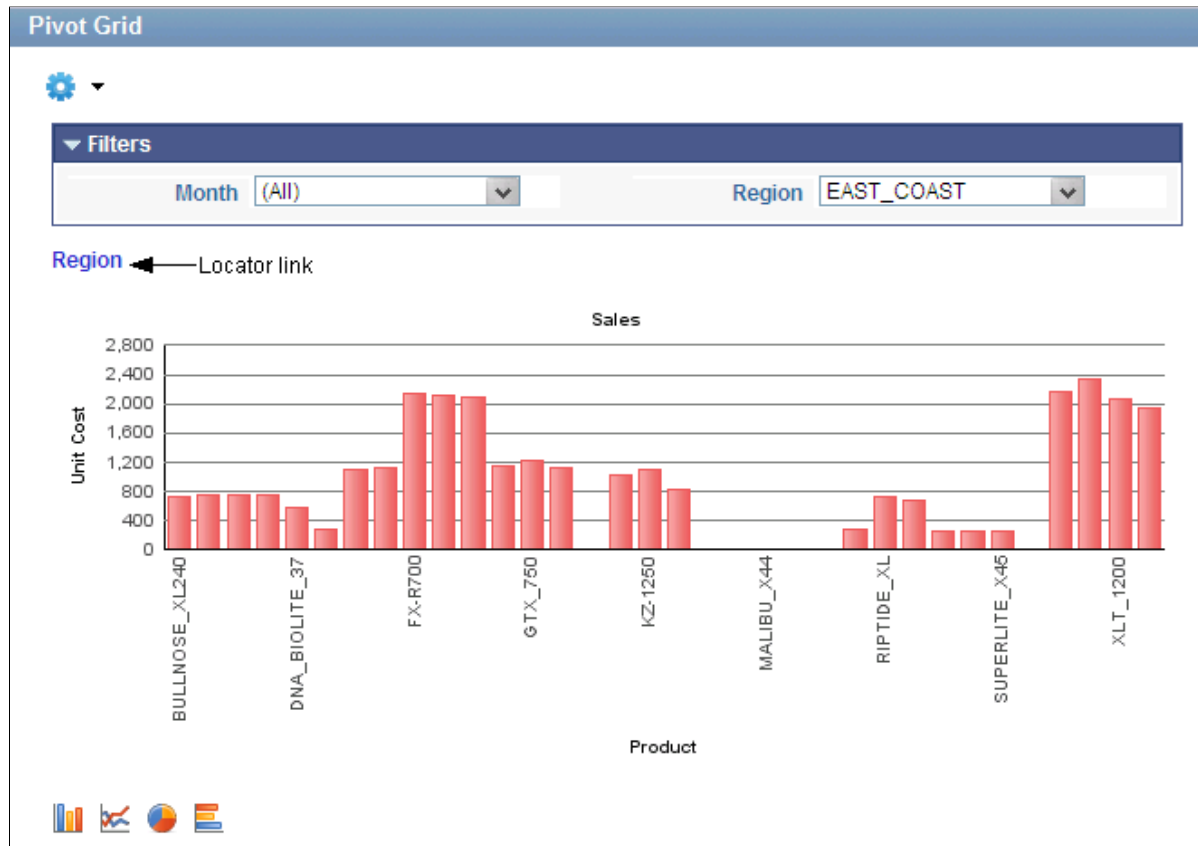 Pivot Grid
Filters
Month (All) Region EAST_COAST
Region Locator link
Sales
Unit Cost
2,800
2,400
2,000
1,600
1,200
800
400
0
BULLNOSE_XL240
DNA_BIOLITE_37
FX-R700
GTX_750
KZ-1250
MALIBU_X44
RIPTIDE_XL
SUPERLITE_X45
XLT_1200
Product